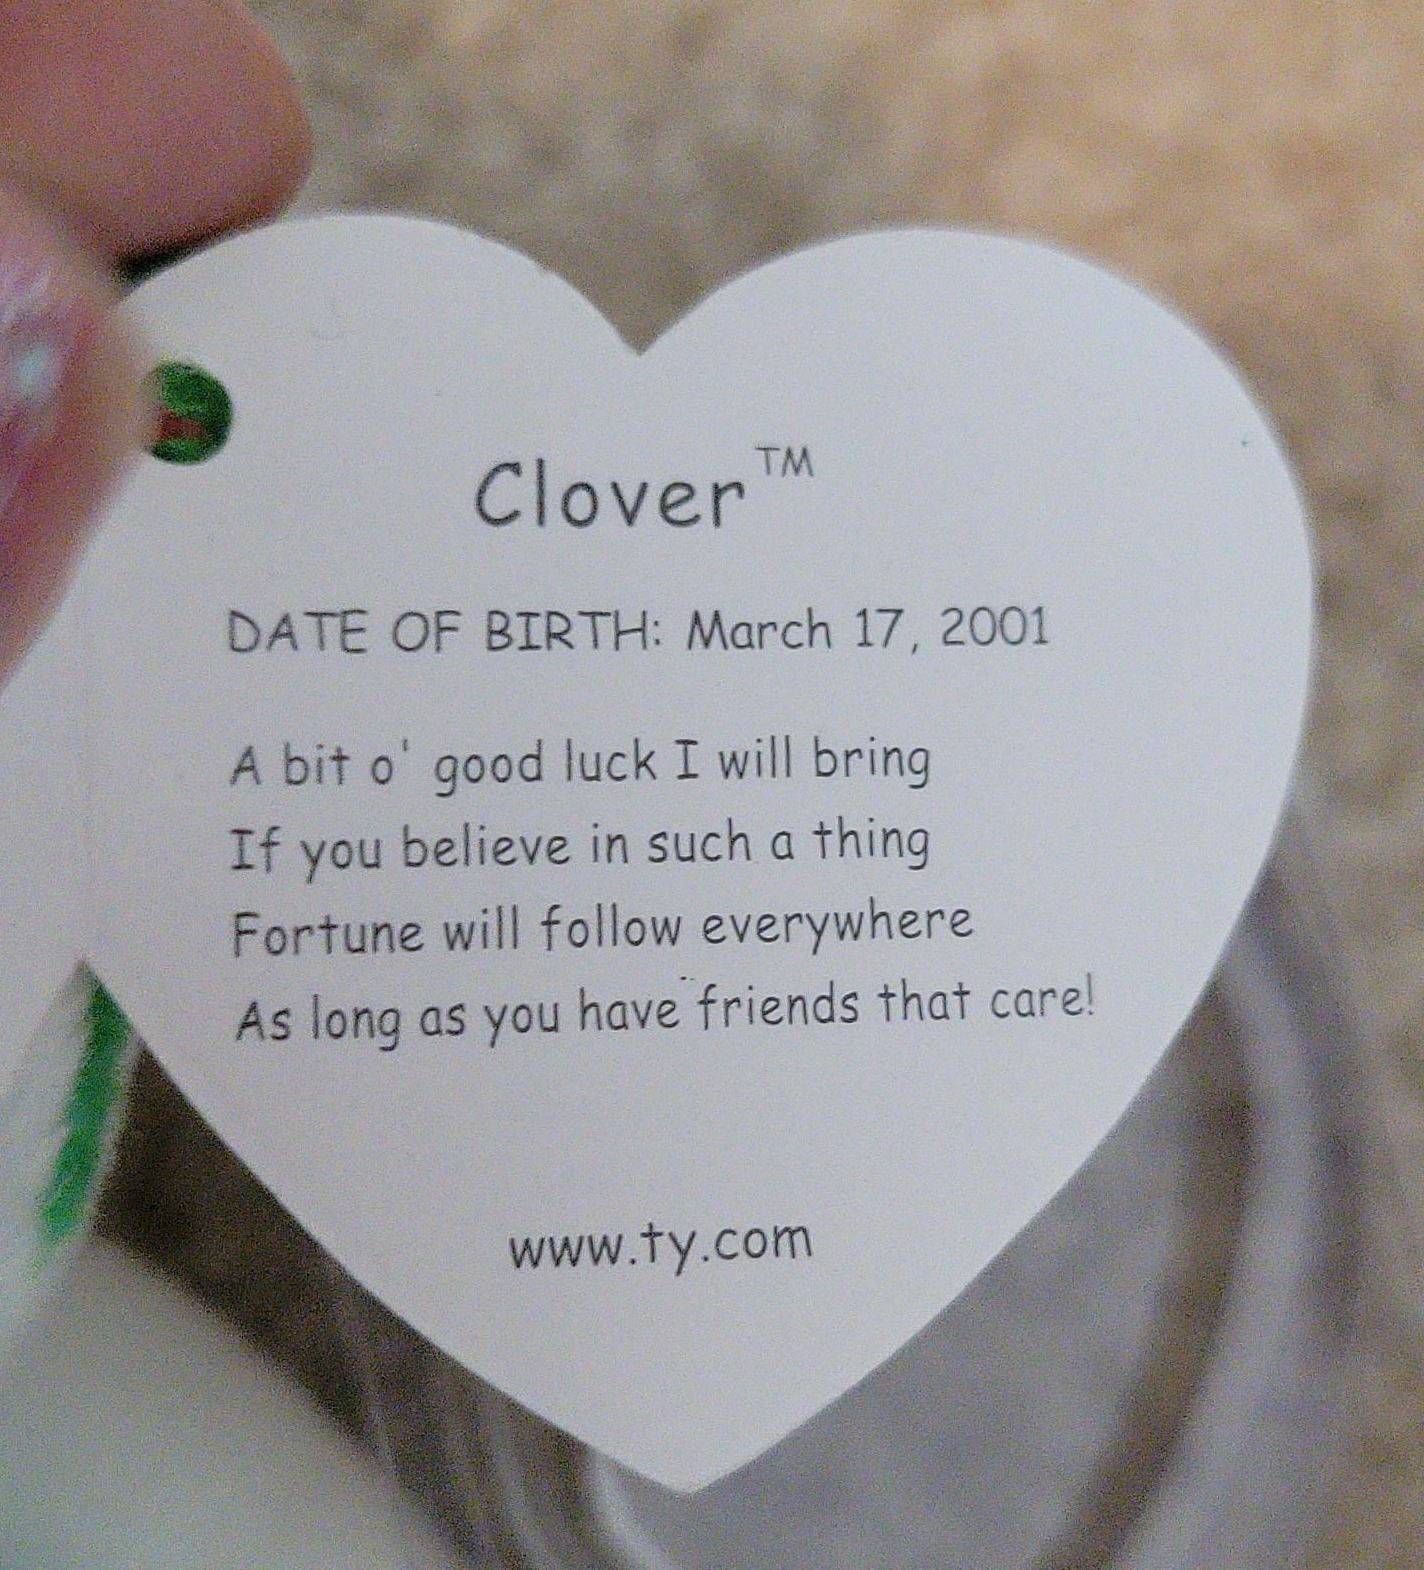 Clover™
DATE OF BIRTH: March 17, 2001
A bit o' good luck I will bring
If you believe in such a thing
Fortune will follow everywhere
As long as you have friends that care!
www.ty.com